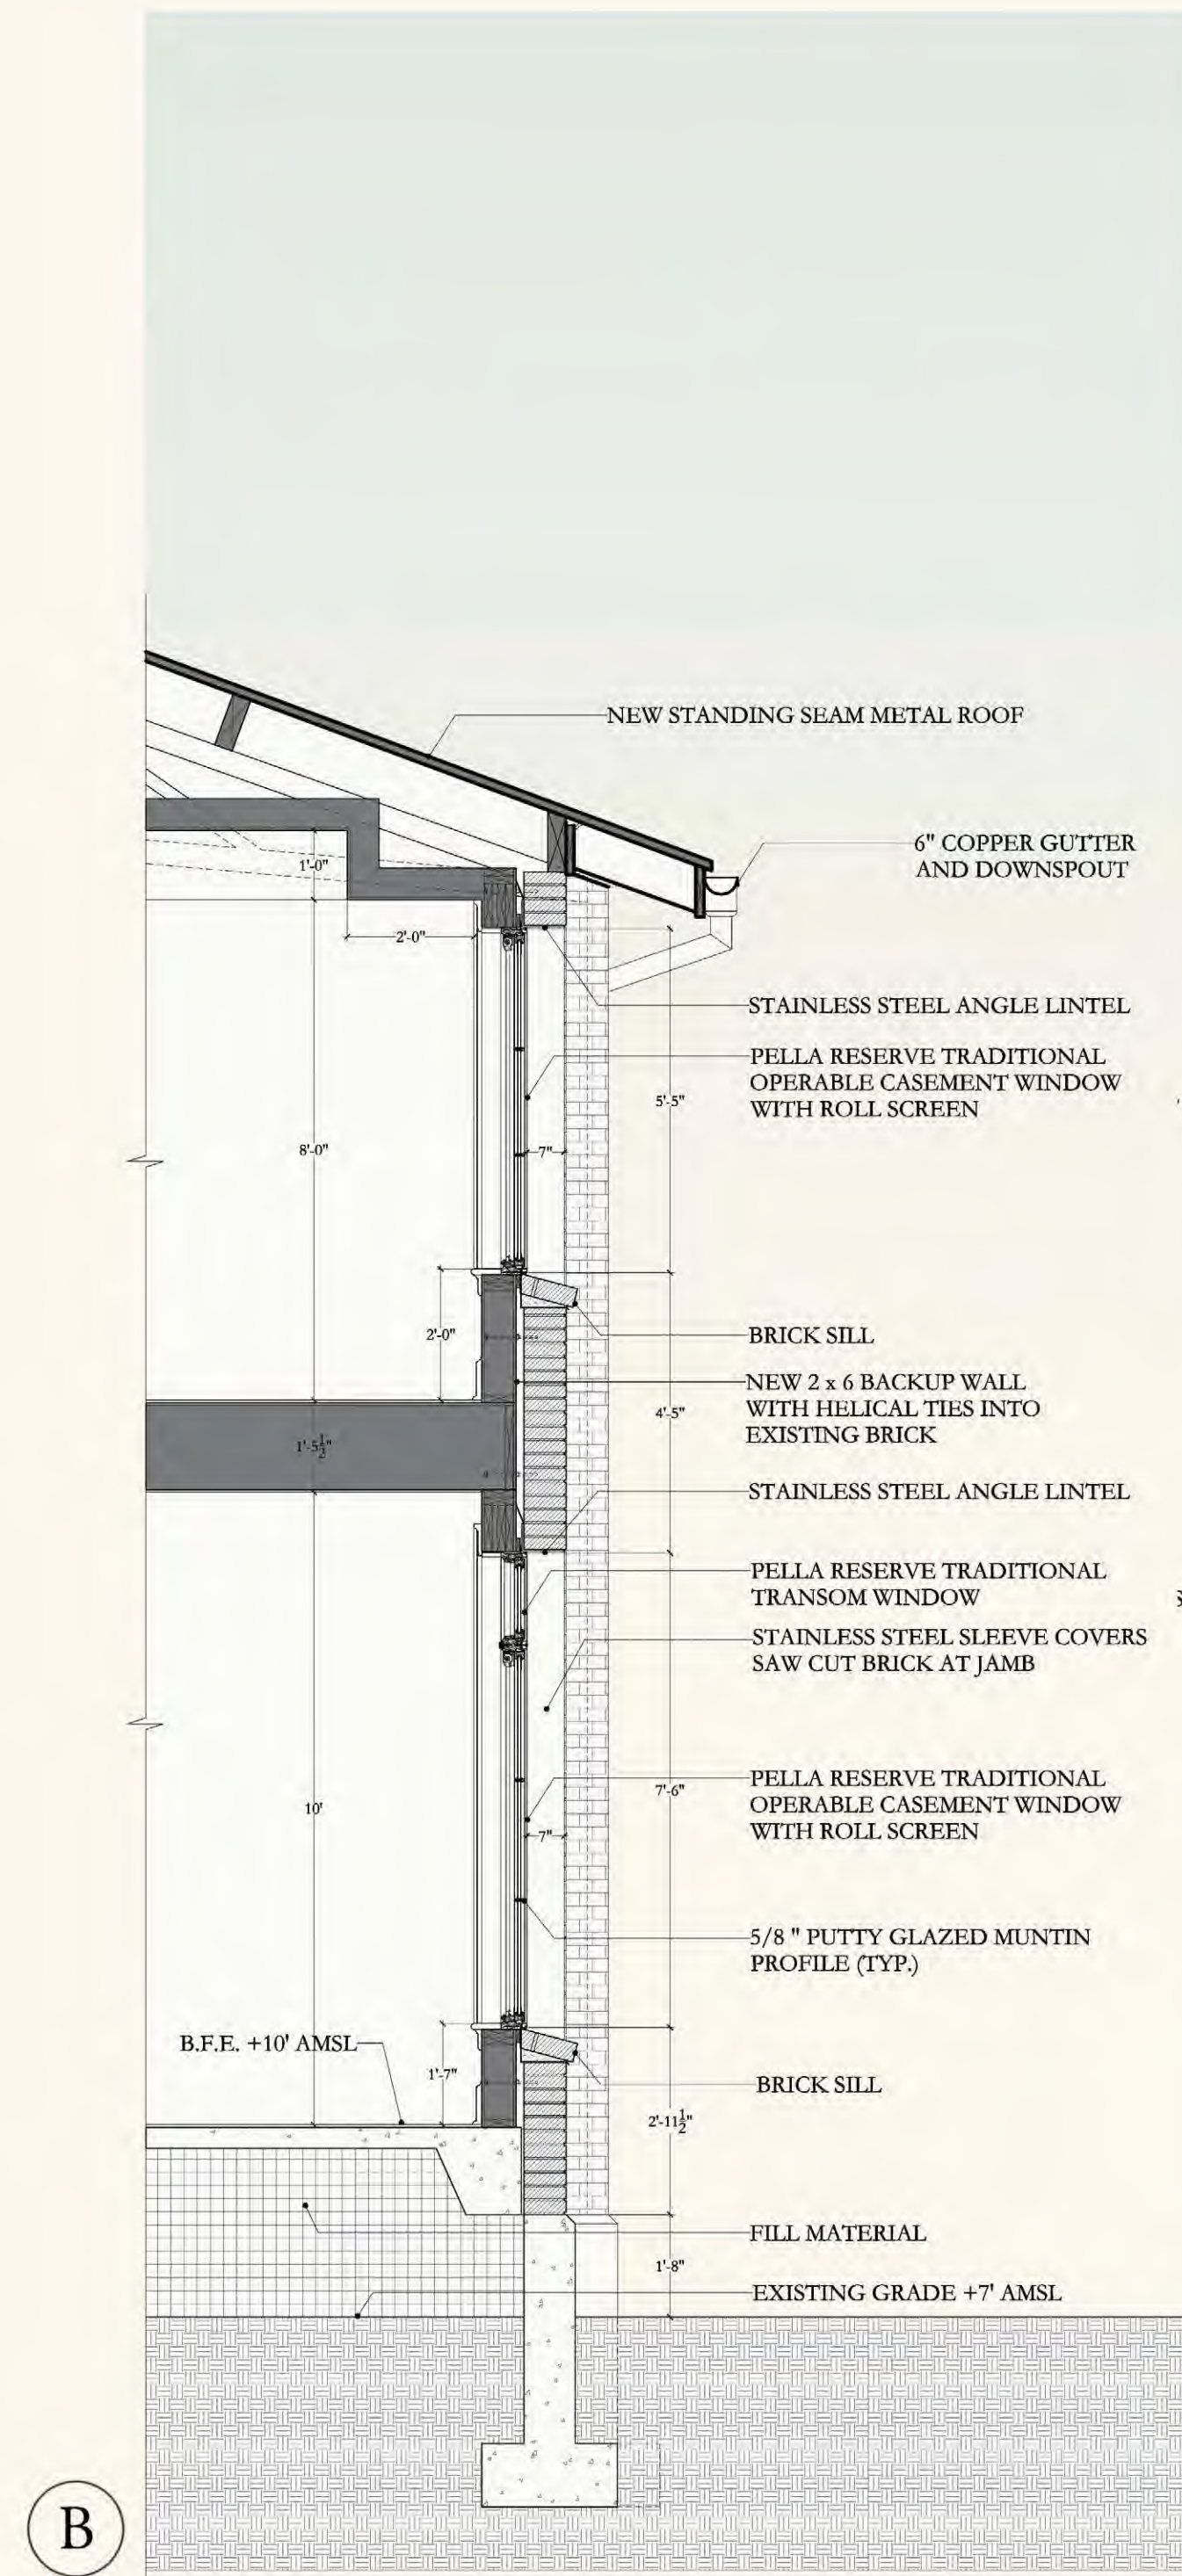 NEW STANDING SEAM METAL ROOF
6" COPPER GUTTER
AND DOWNSPOUT
1'-0"
2'-0"
STAINLESS STEEL ANGLE LINTEL
PELLA RESERVE TRADITIONAL
OPERABLE CASEMENT WINDOW
WITH ROLL SCREEN
5'-5"
8'-0"
7"
BRICK SILL
2'-0"
NEW 2 x 6 BACKUP WALL
WITH HELICAL TIES INTO
EXISTING BRICK
4'-5"
1'-5 1/2"
STAINLESS STEEL ANGLE LINTEL
PELLA RESERVE TRADITIONAL
TRANSOM WINDOW
STAINLESS STEEL SLEEVE COVERS
SAW CUT BRICK AT JAMB
PELLA RESERVE TRADITIONAL
OPERABLE CASEMENT WINDOW
WITH ROLL SCREEN
7'-6"
10'
7"
5/8 " PUTTY GLAZED MUNTIN
PROFILE (TYP.)
B.F.E. +10' AMSL
1'-7"
BRICK SILL
2'-11 1/2"
FILL MATERIAL
1'-8"
EXISTING GRADE +7' AMSL
B